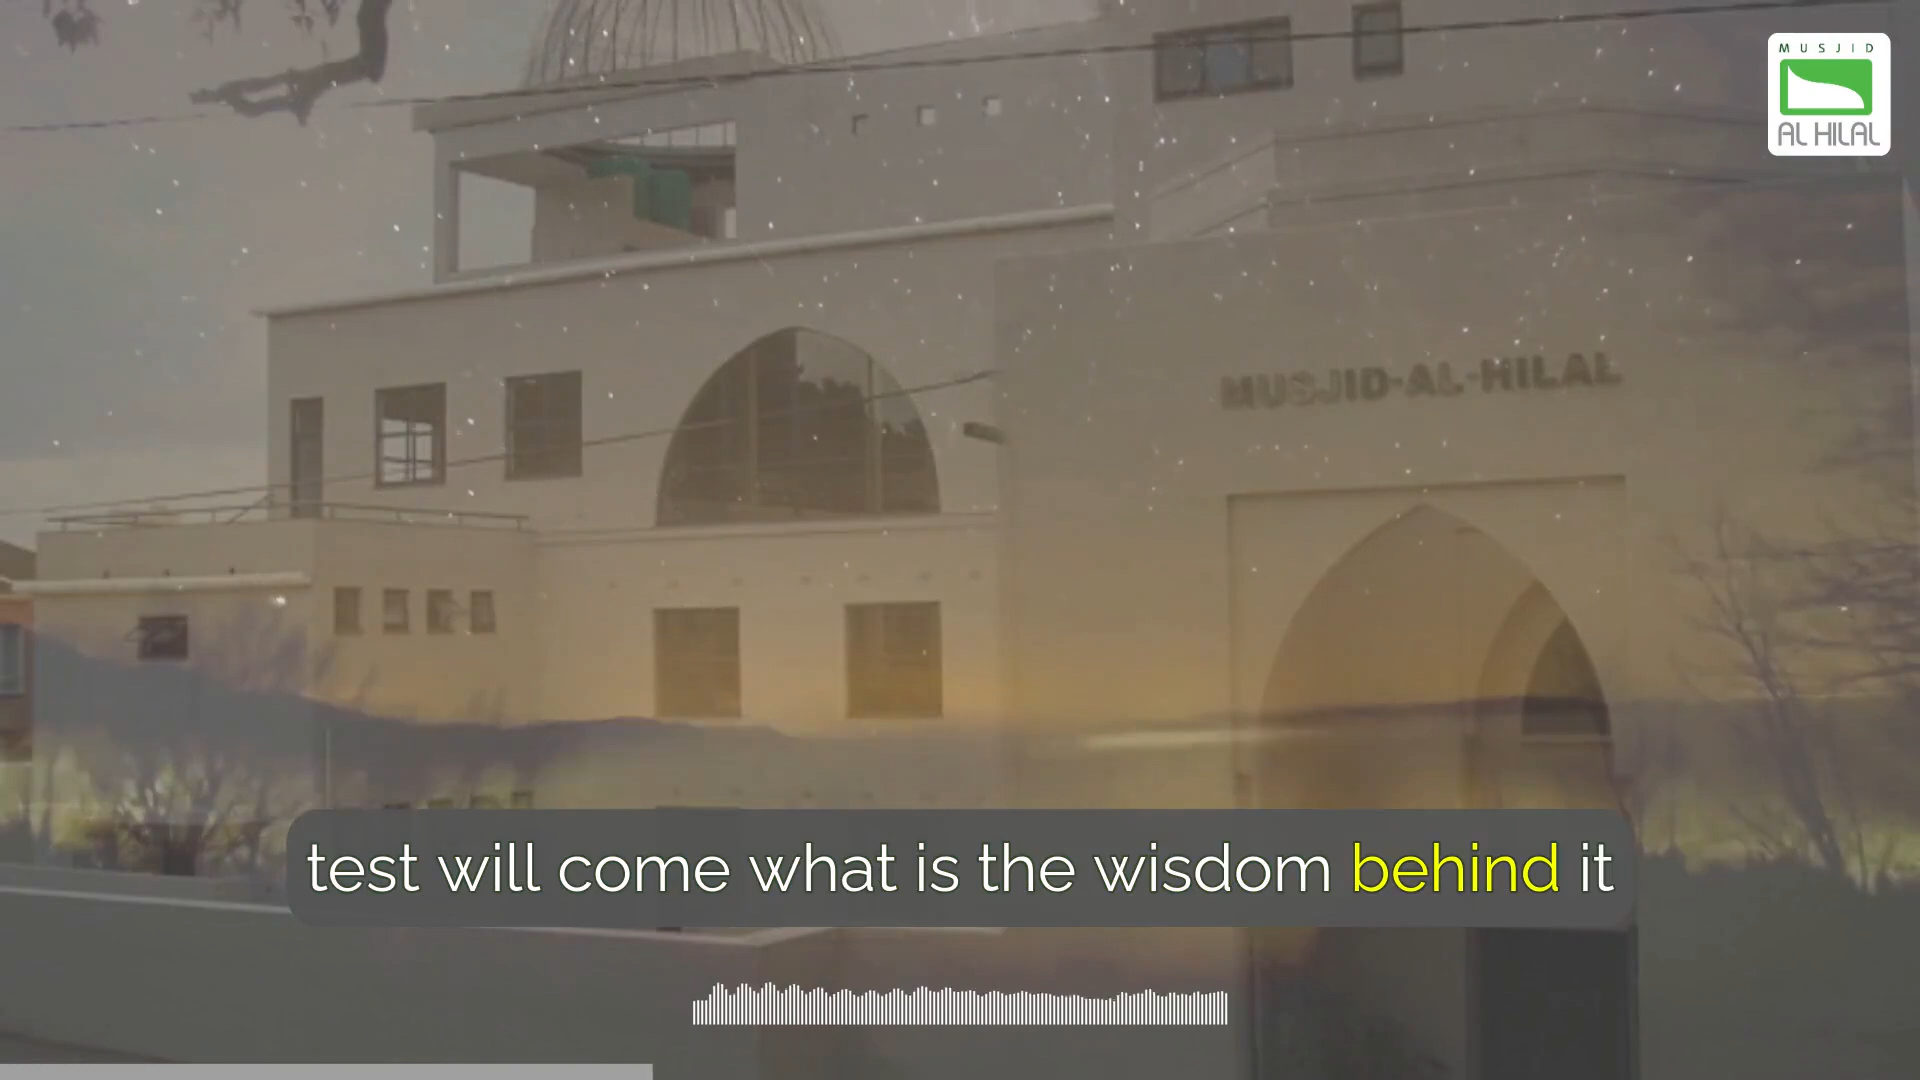 MUSJID
AL HILAL
MUSJID-AL-HILAL
test will come what is the wisdom behind it